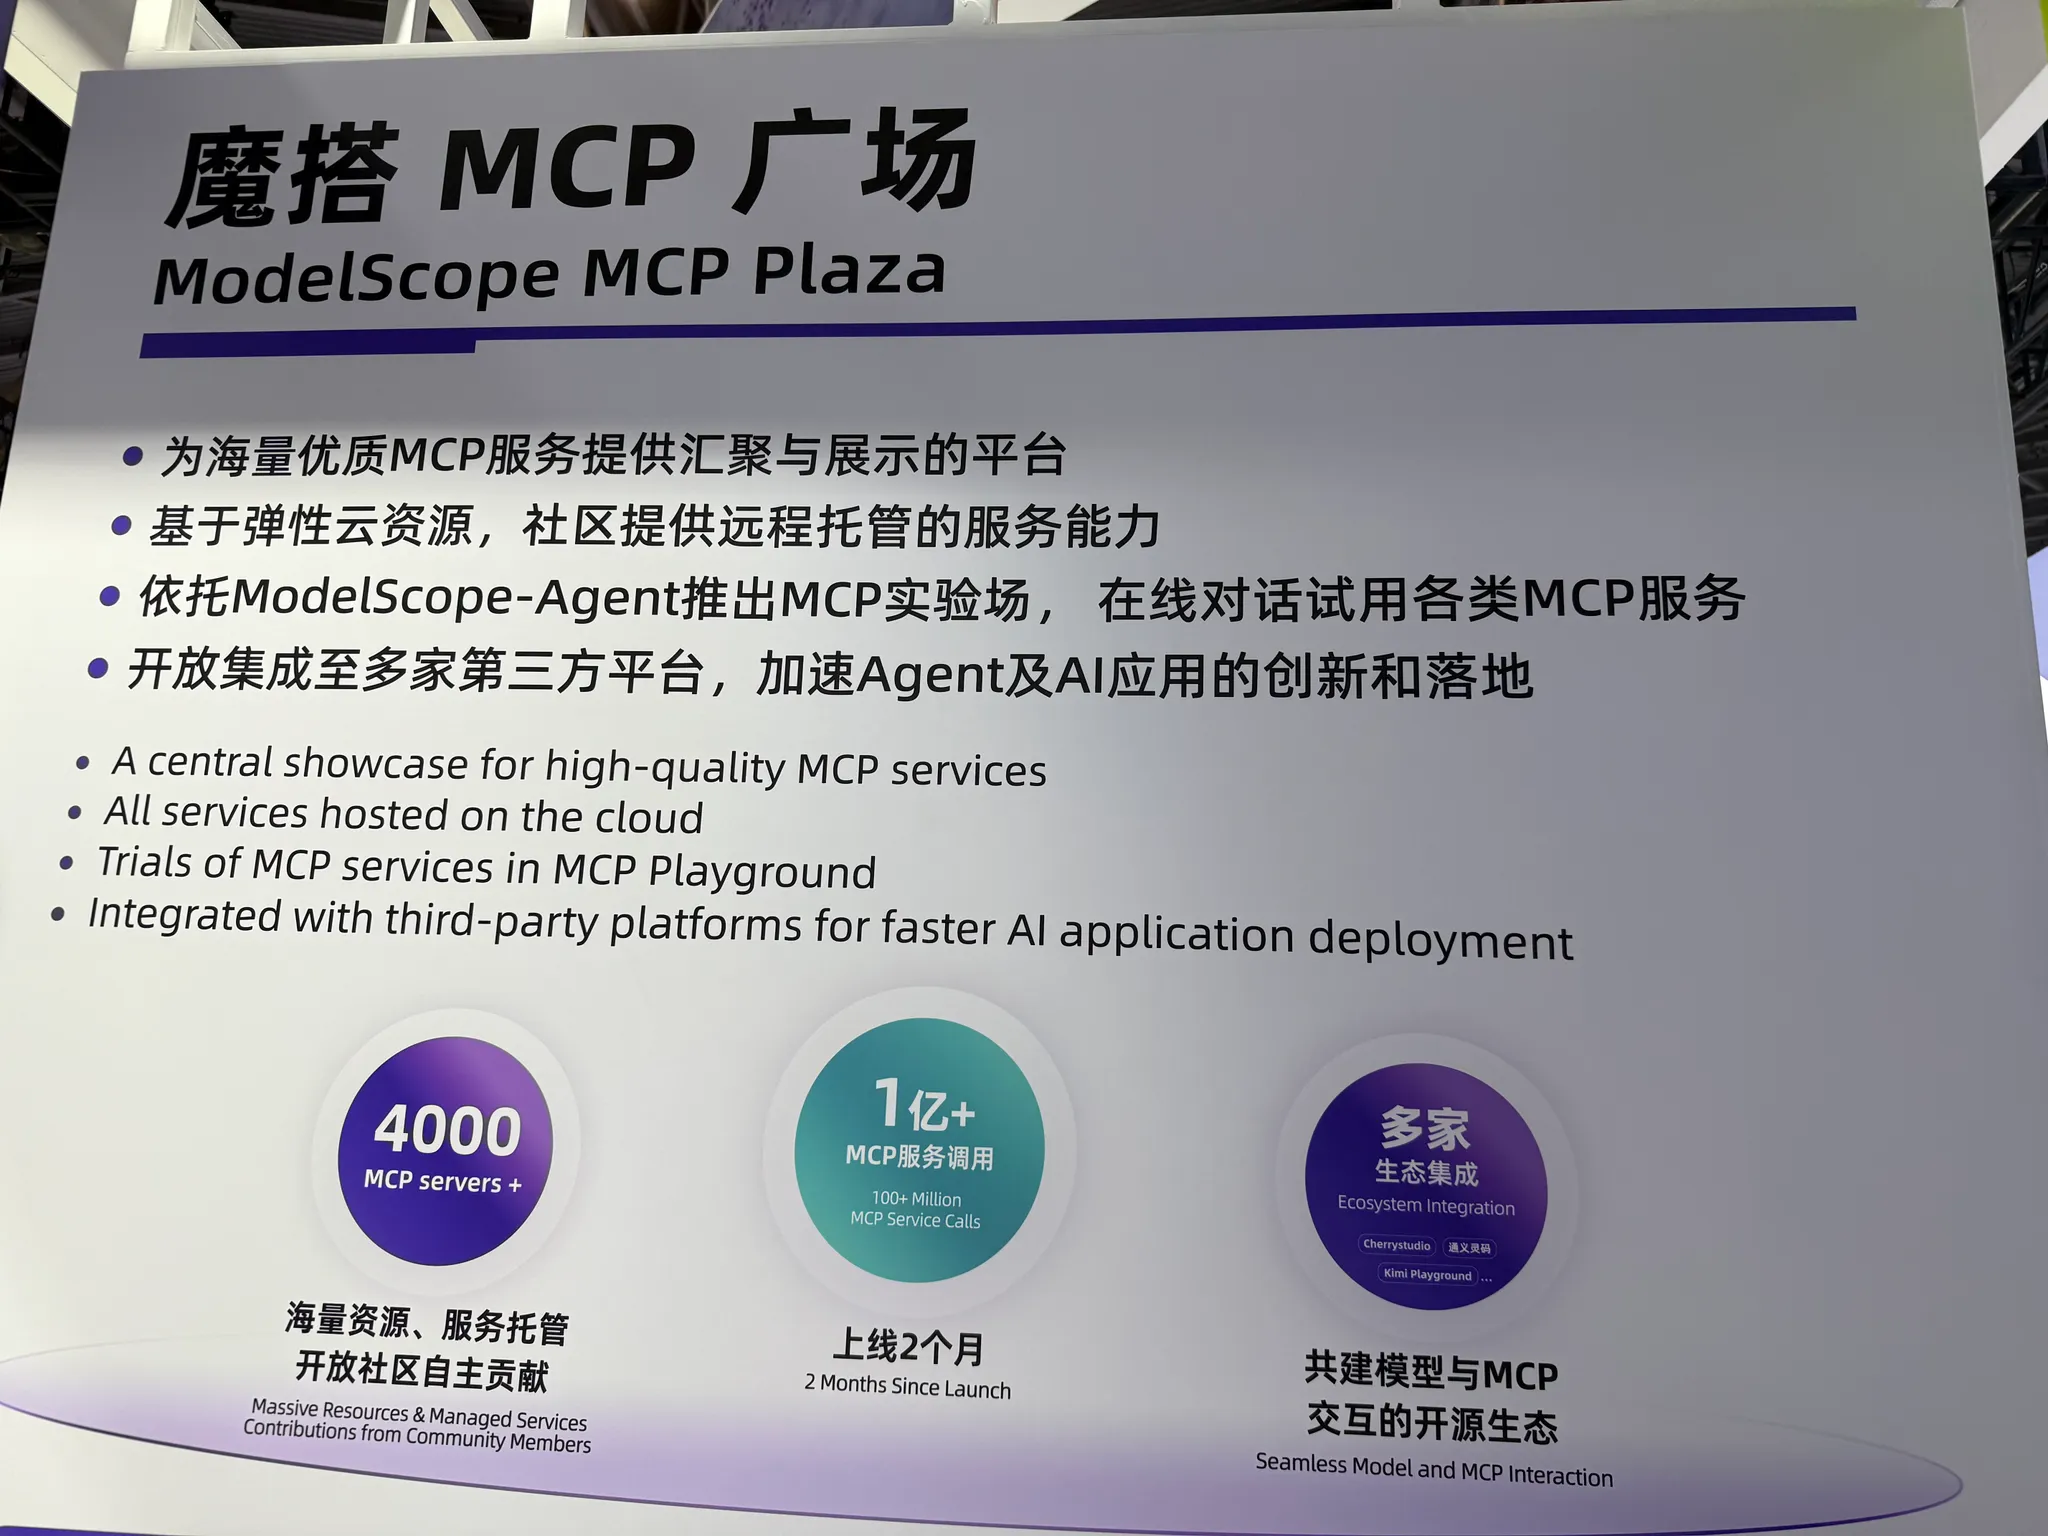 魔搭 MCP 广场
ModelScope MCP Plaza
• 为海量优质MCP服务提供汇聚与展示的平台
• 基于弹性云资源，社区提供远程托管的服务能力
• 依托ModelScope-Agent推出MCP实验场， 在线对话试用各类MCP服务
• 开放集成至多家第三方平台，加速Agent及AI应用的创新和落地
• A central showcase for high-quality MCP services
• All services hosted on the cloud
• Trials of MCP services in MCP Playground
• Integrated with third-party platforms for faster AI application deployment
4000
MCP servers +
海量资源、服务托管
开放社区自主贡献
Massive Resources & Managed Services
Contributions from Community Members
1亿+
MCP服务调用
100+ Million
MCP Service Calls
上线2个月
2 Months Since Launch
多家
生态集成
Ecosystem Integration
Cherrystudio 通义灵码
Kimi Playground ...
共建模型与MCP
交互的开源生态
Seamless Model and MCP Interaction